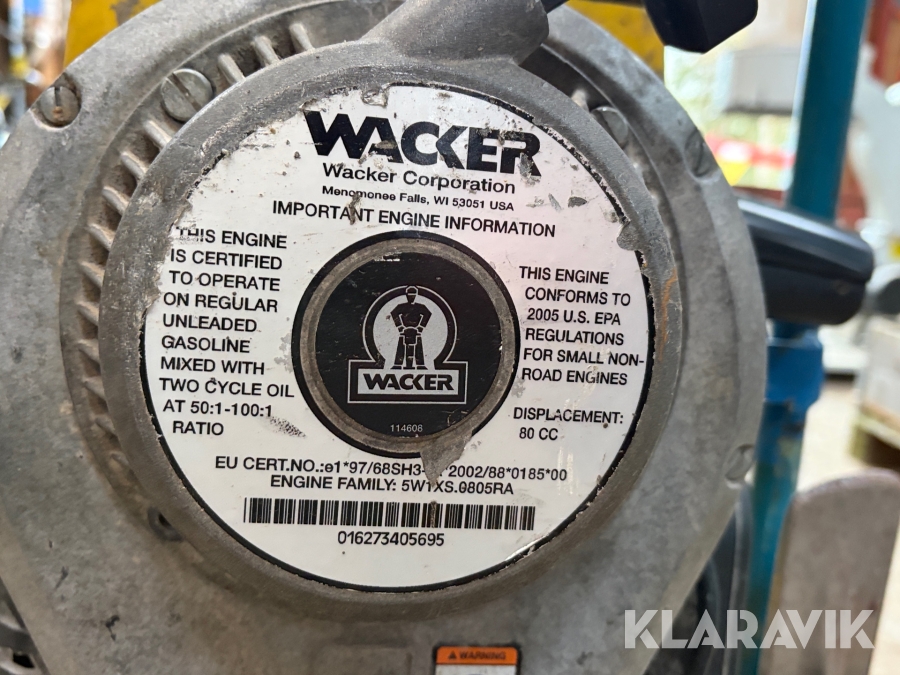 WACKER
Wacker Corporation
Menomonee Falls, WI 53051 USA
IMPORTANT ENGINE INFORMATION
THIS ENGINE
IS CERTIFIED
TO OPERATE
ON REGULAR
UNLEADED
GASOLINE
MIXED WITH
TWO CYCLE OIL
AT 50:1-100:1
RATIO
WACKER
114608
THIS ENGINE
CONFORMS TO
2005 U.S. EPA
REGULATIONS
FOR SMALL NON-
ROAD ENGINES
DISPLACEMENT:
80 CC
EU CERT.NO.:e1*97/68SH3- 2002/88*0185*00
ENGINE FAMILY: 5W1XS.0805RA
016273405695
WARNING
KLARAVIK